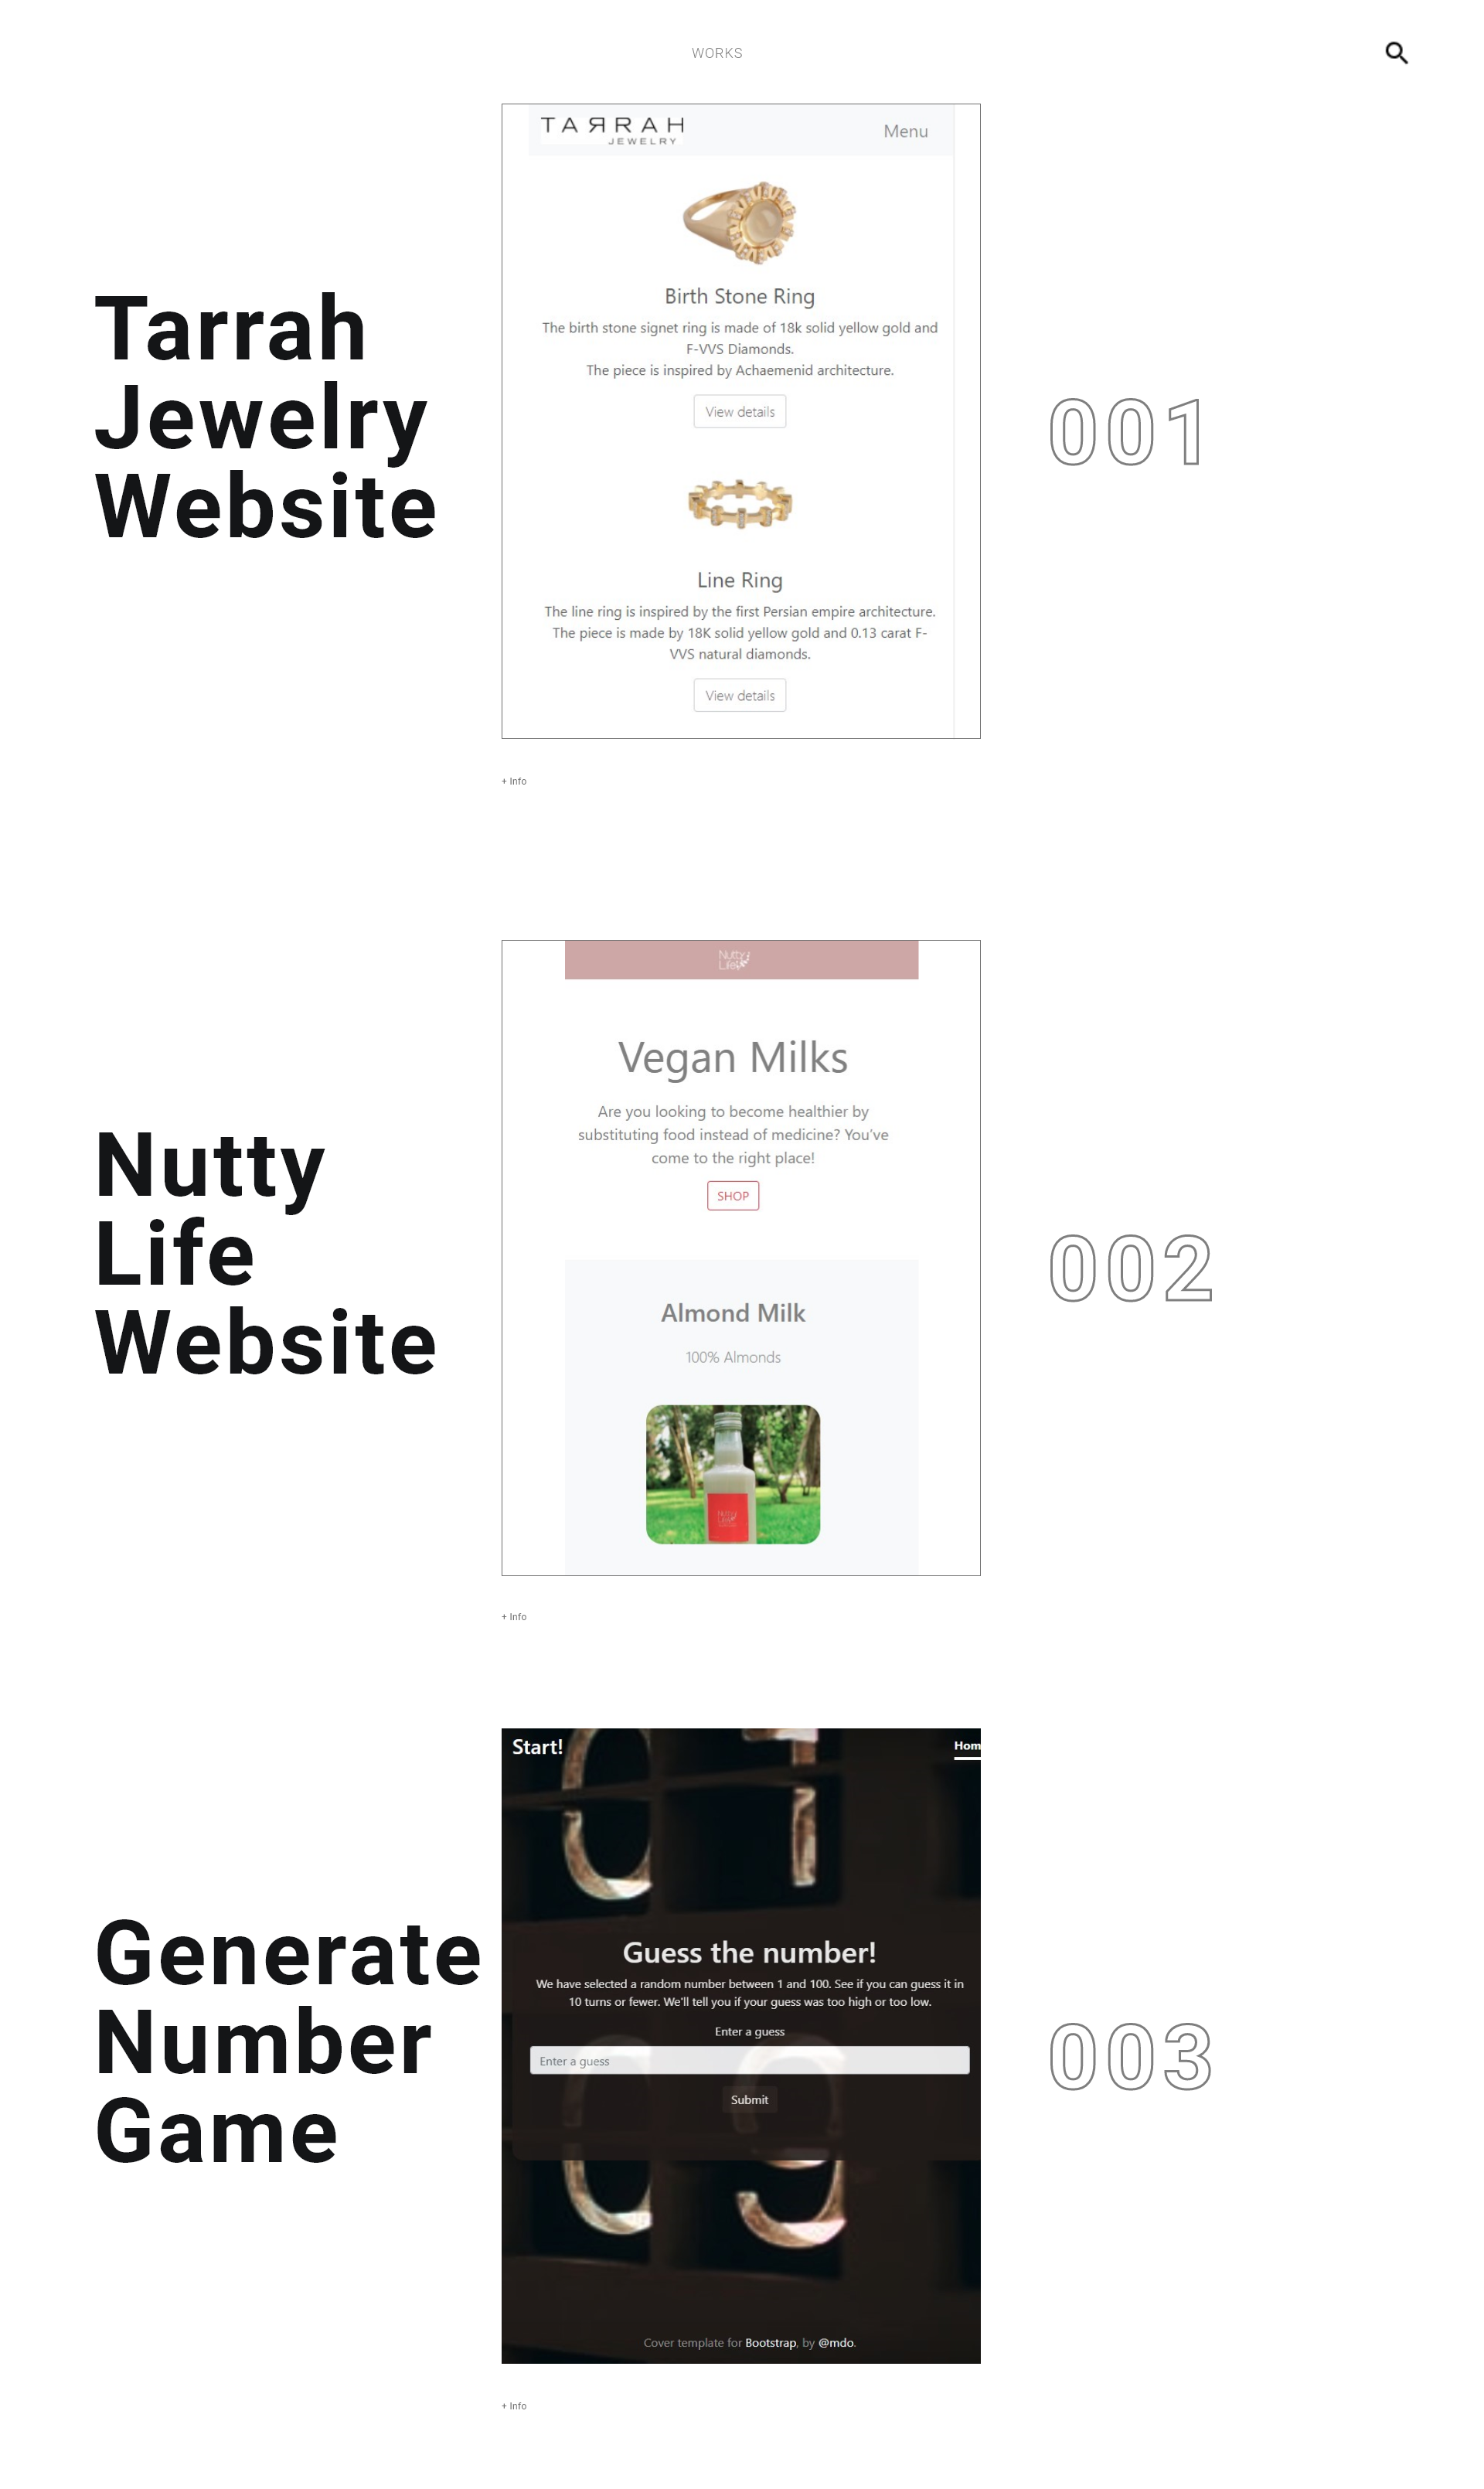 WORKS
TAЯRAH
JEWELRY
Menu
Birth Stone Ring
The birth stone signet ring is made of 18k solid yellow gold and
F-VVS Diamonds.
The piece is inspired by Achaemenid architecture.
View details
Tarrah
Jewelry
Website
001
Line Ring
The line ring is inspired by the first Persian empire architecture.
The piece is made by 18K solid yellow gold and 0.13 carat F-
VVS natural diamonds.
View details
+ Info
Nutty
Life
Vegan Milks
Are you looking to become healthier by
substituting food instead of medicine? You've
come to the right place!
SHOP
Nutty
Life
Website
002
Almond Milk
100% Almonds
Nutty
Life
+ Info
Start!
Hom
Generate
Number
Game
Guess the number!
We have selected a random number between 1 and 100. See if you can guess it in
10 turns or fewer. We'll tell you if your guess was too high or too low.
Enter a guess
Enter a guess
Submit
003
Cover template for Bootstrap, by @mdo.
+ Info